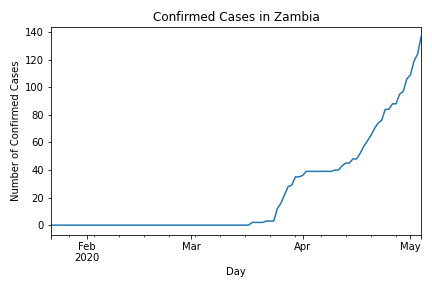 Confirmed Cases in Zambia
Number of Confirmed Cases
140
120
100
80
60
40
20
0
Feb
2020
Mar
Apr
May
Day